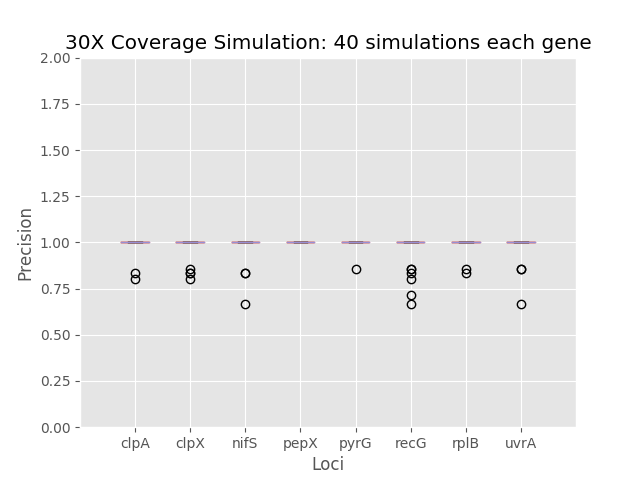 30X Coverage Simulation: 40 simulations each gene
2.00
1.75
1.50
1.25
1.00
0.75
0.50
0.25
0.00
Precision
clpA clpX nifS pepX pyrG recG rplB uvrA
Loci